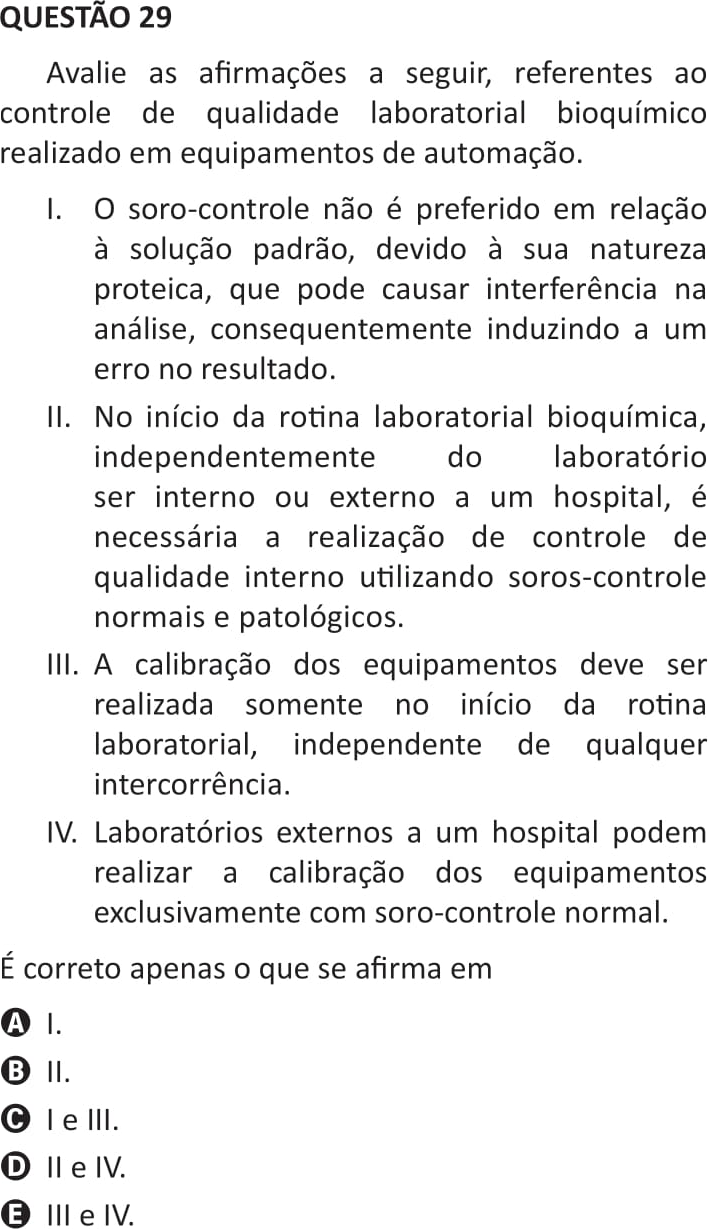 QUESTÃO 29
Avalie as afirmações a seguir, referentes ao
controle de qualidade laboratorial bioquímico
realizado em equipamentos de automação.
I. O soro-controle não é preferido em relação
à solução padrão, devido à sua natureza
proteica, que pode causar interferência na
análise, consequentemente induzindo a um
erro no resultado.
II. No início da rotina laboratorial bioquímica,
independentemente do laboratório
ser interno ou externo a um hospital, é
necessária a realização de controle de
qualidade interno utilizando soros-controle
normais e patológicos.
III. A calibração dos equipamentos deve ser
realizada somente no início da rotina
laboratorial, independente de qualquer
intercorrência.
IV. Laboratórios externos a um hospital podem
realizar a calibração dos equipamentos
exclusivamente com soro-controle normal.
É correto apenas o que se afirma em
A I.
B II.
C I e III.
D II e IV.
E III e IV.